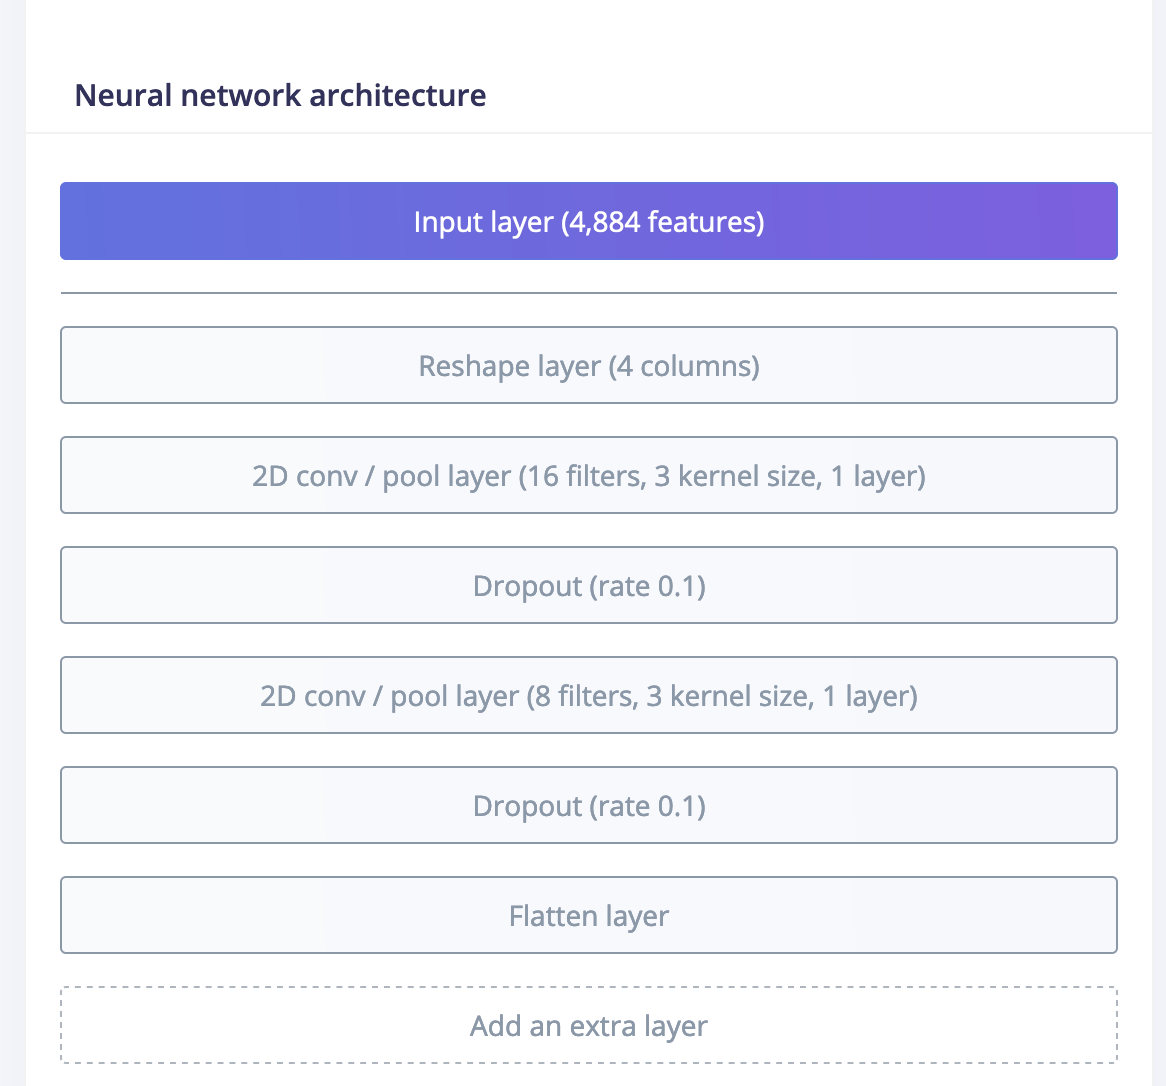 Neural network architecture
Input layer (4,884 features)
Reshape layer (4 columns)
2D conv / pool layer (16 filters, 3 kernel size, 1 layer)
Dropout (rate 0.1)
2D conv / pool layer (8 filters, 3 kernel size, 1 layer)
Dropout (rate 0.1)
Flatten layer
Add an extra layer